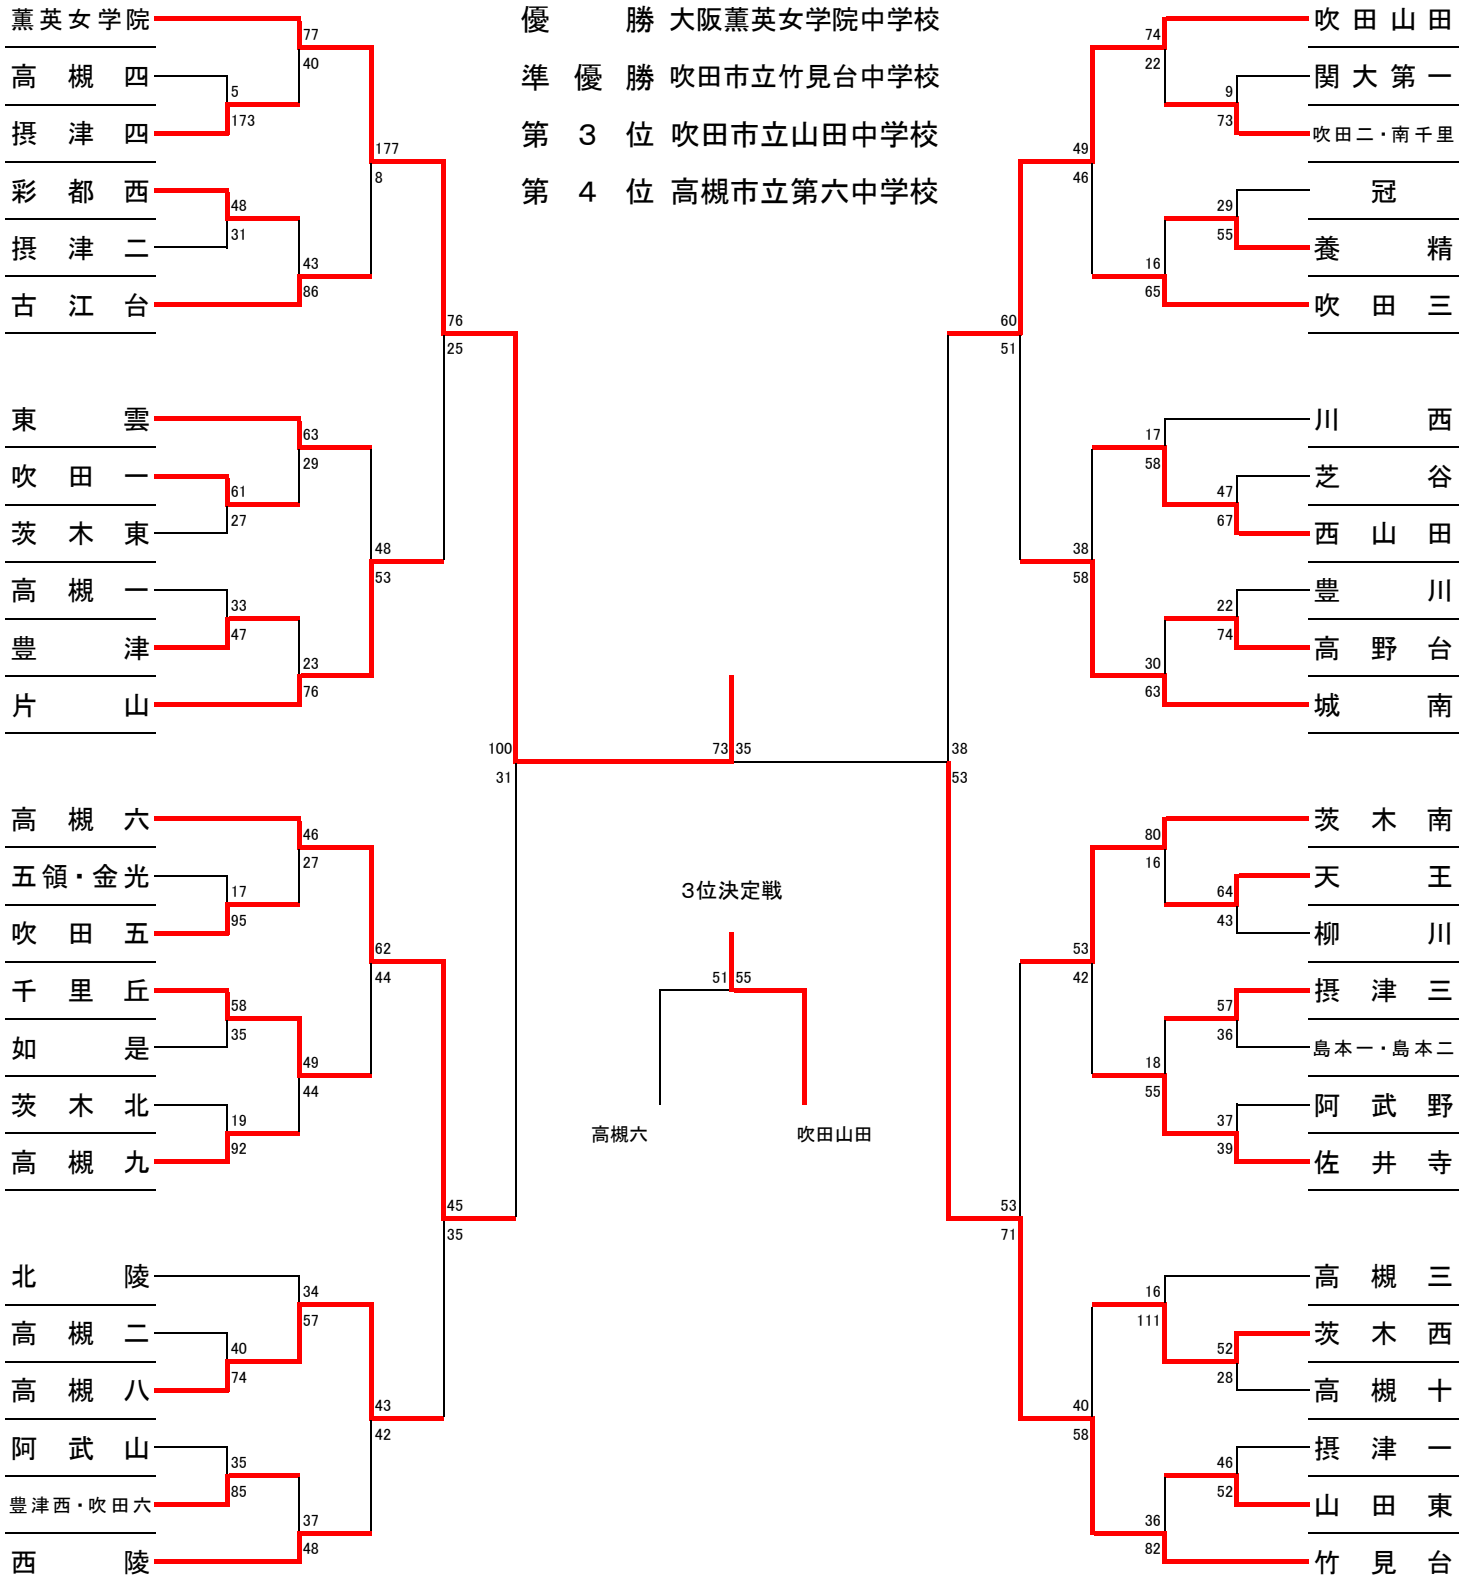 優勝 大阪薫英女学院中学校
準優勝 吹田市立竹見台中学校
第3位 吹田市立山田中学校
第4位 高槻市立第六中学校
薫英女学院
77
40
高槻四
5
摂津四
173
177
8
彩都西
48
摂津二
31
43
古江台
86
76
25
東雲
63
29
吹田一
61
茨木東
27
48
53
高槻一
33
豊津
47
23
片山
76
100
31
高槻六
46
27
五領・金光
17
吹田五
95
62
44
千里丘
58
如是
35
49
44
茨木北
19
高槻九
92
45
35
北陵
34
57
高槻二
40
高槻八
74
43
42
阿武山
35
豊津西・吹田六
85
37
西陵
48
73 35
3位決定戦
51 55
高槻六 吹田山田
吹田山田
74
22
関大第一
9
吹田二・南千里
73
49
46
冠
29
養精
55
16
吹田三
65
60
51
川西
17
58
芝谷
47
西山田
67
38
58
豊川
22
高野台
74
30
城南
63
38
53
茨木南
80
16
天王
64
柳川
43
53
42
摂津三
57
島本一・島本二
36
18
55
阿武野
37
佐井寺
39
53
71
高槻三
16
111
茨木西
52
高槻十
28
40
58
摂津一
46
山田東
52
36
竹見台
82